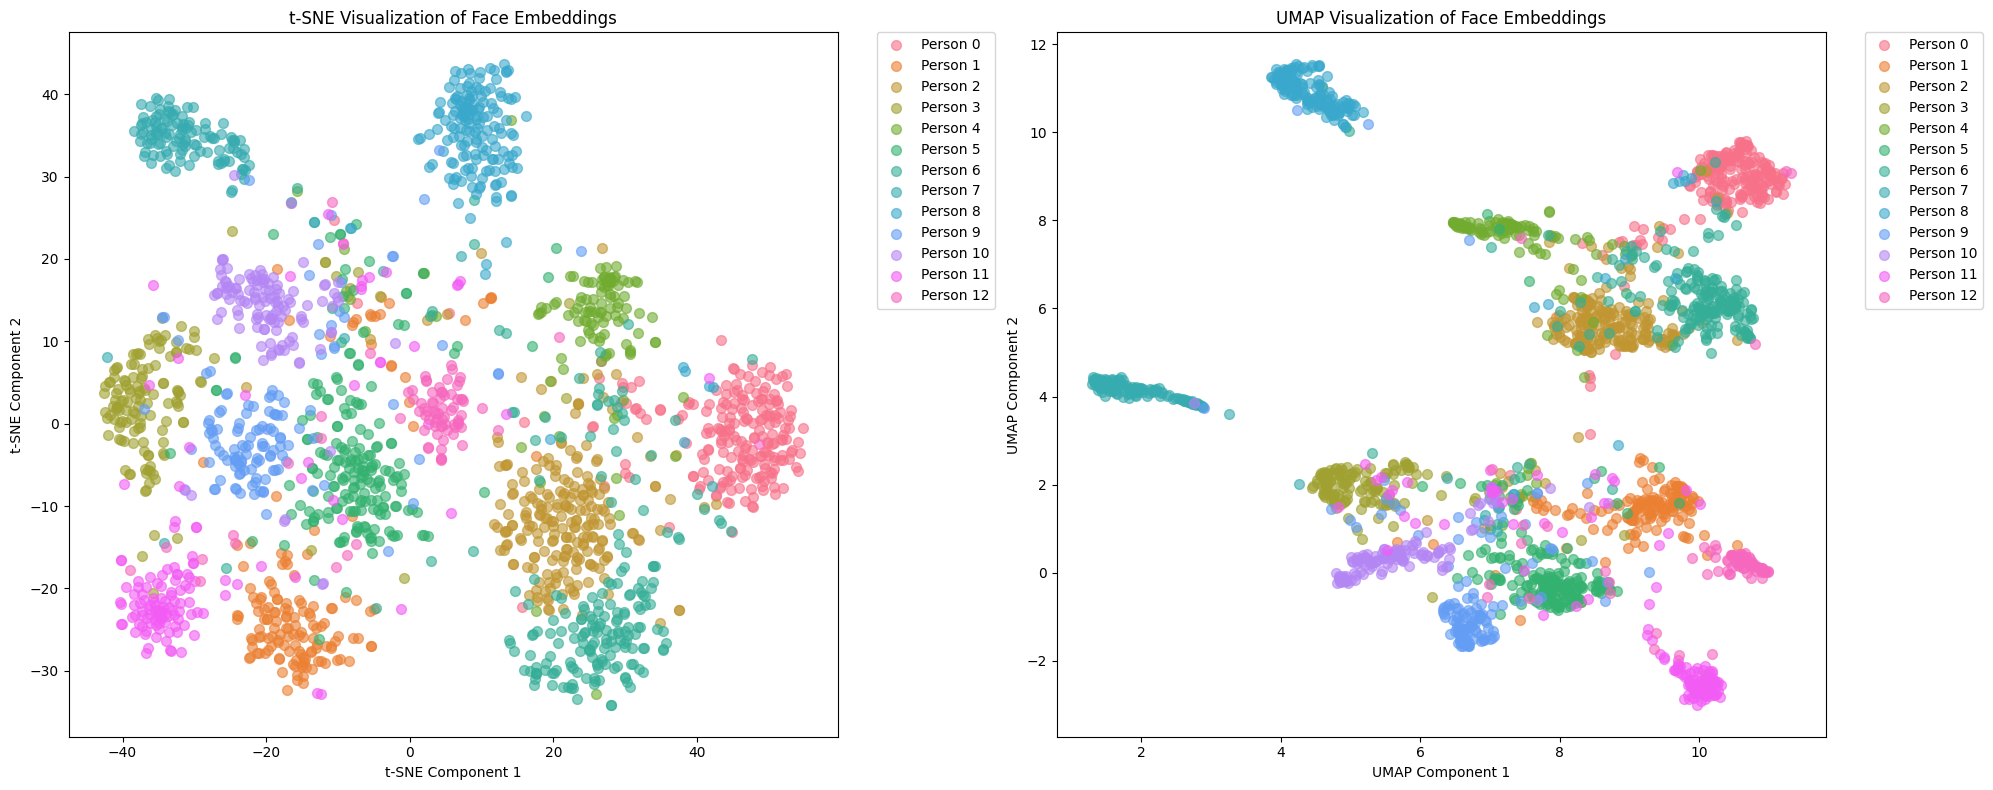 t-SNE Visualization of Face Embeddings
t-SNE Component 2
40
30
20
10
0
−10
−20
−30
−40
−20
0
20
40
t-SNE Component 1
Person 0
Person 1
Person 2
Person 3
Person 4
Person 5
Person 6
Person 7
Person 8
Person 9
Person 10
Person 11
Person 12
UMAP Visualization of Face Embeddings
UMAP Component 2
12
10
8
6
4
2
0
−2
2
4
6
8
10
UMAP Component 1
Person 0
Person 1
Person 2
Person 3
Person 4
Person 5
Person 6
Person 7
Person 8
Person 9
Person 10
Person 11
Person 12